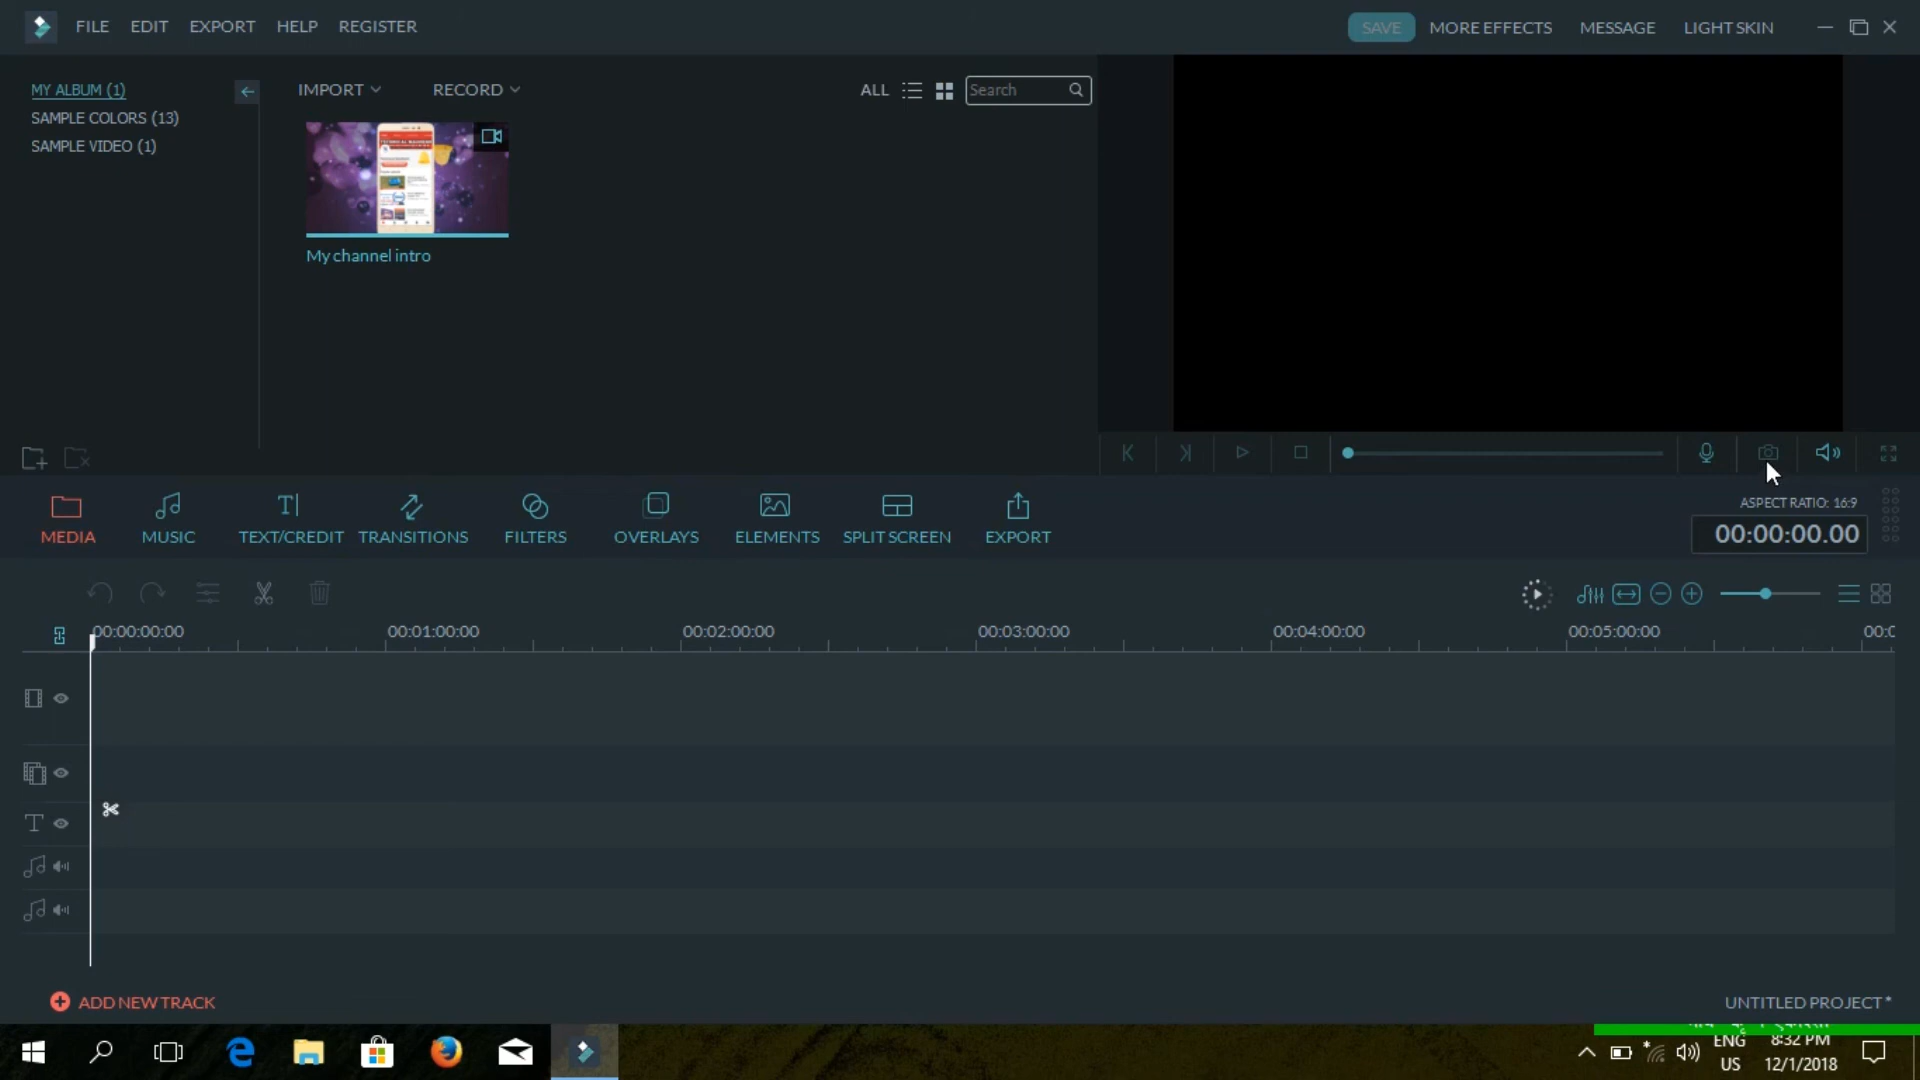 FILE EDIT EXPORT HELP REGISTER
SAVE MORE EFFECTS MESSAGE LIGHT SKIN
MY ALBUM (1)
SAMPLE COLORS (13)
SAMPLE VIDEO (1)
IMPORT RECORD
ALL Search
My channel intro
MEDIA MUSIC TEXT/CREDIT TRANSITIONS FILTERS OVERLAYS ELEMENTS SPLIT SCREEN EXPORT
ASPECT RATIO: 16:9
00:00:00.00
00:00:00:00 00:01:00:00 00:02:00:00 00:03:00:00 00:04:00:00 00:05:00:00
ADD NEW TRACK
UNTITLED PROJECT *
ENG
US
8:32 PM
12/1/2018